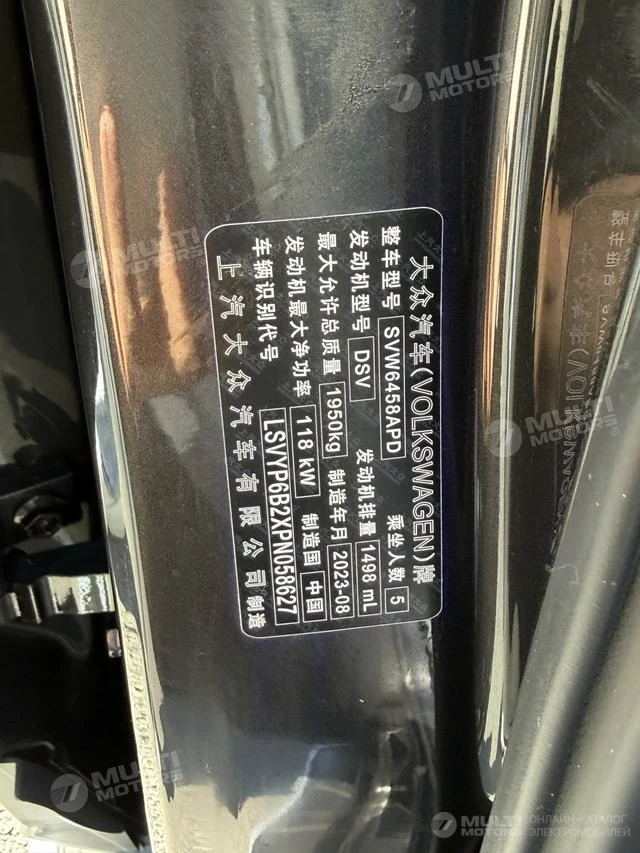 大众汽车(VOLKSWAGEN)牌
整车型号 SVW6458APD 乘坐人数 5
发动机型号 DSV 发动机排量 1498 mL
最大允许总质量 1950kg 制造年月 2023-08
发动机最大净功率 118 kW 制造国 中国
车辆识别代号 LSVYP6B2XPN058627
上汽大众汽车有限公司 制造
MULTI MOTORS
MULTI MOTORS
MULTI MOTORS
MULTI MOTORS
MULTI MOTORS
ОНЛАЙН-КАТАЛОГ
ЭЛЕКТРОМОБИЛЕЙ